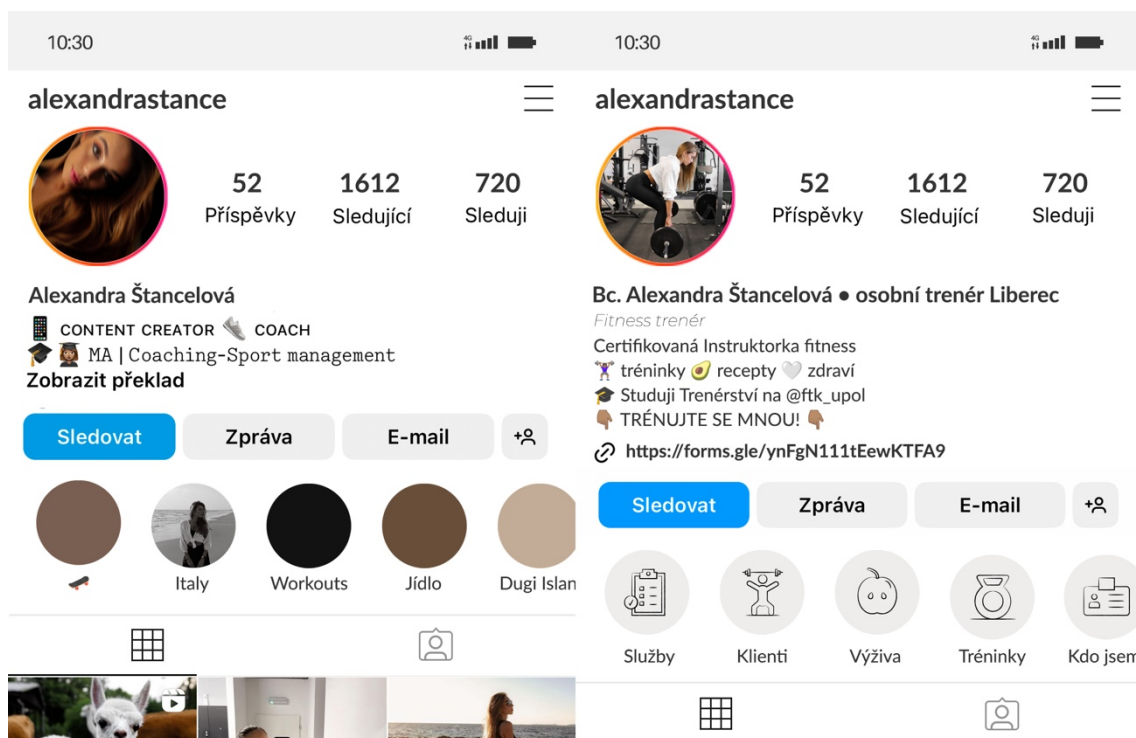 10:30
4G
alexandrastance
52 1612 720
Příspěvky Sledující Sleduji
Alexandra Štancelová
CONTENT CREATOR COACH
MA | Coaching-Sport management
Zobrazit překlad
Sledovat Zpráva E-mail
Italy Workouts Jídlo Dugi Islan
10:30
4G
alexandrastance
52 1612 720
Příspěvky Sledující Sleduji
Bc. Alexandra Štancelová ● osobní trenér Liberec
Fitness trenér
Certifikovaná Instruktorka fitness
tréninky recepty zdraví
Studuji Trenérství na @ftk_upol
TRÉNUJTE SE MNOU!
https://forms.gle/ynFgN111tEewKTFA9
Sledovat Zpráva E-mail
Služby Klienti Výživa Tréninky Kdo jsem